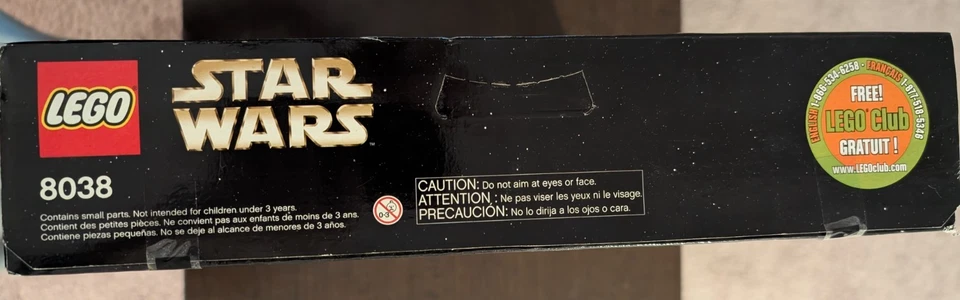 LEGO
STAR
WARS
™
8038
Contains small parts. Not intended for children under 3 years.
Contient des petites pièces. Ne convient pas aux enfants de moins de 3 ans.
Contiene piezas pequeñas. No se deje al alcance de menores de 3 años.
0-3
CAUTION: Do not aim at eyes or face.
ATTENTION : Ne pas viser les yeux ni le visage.
PRECAUCIÓN: No lo dirija a los ojos o cara.
ENGLISH 1-866-534-6258 · FRANÇAIS 1-877-518-5346
FREE!
LEGO Club
GRATUIT !
www.LEGOclub.com